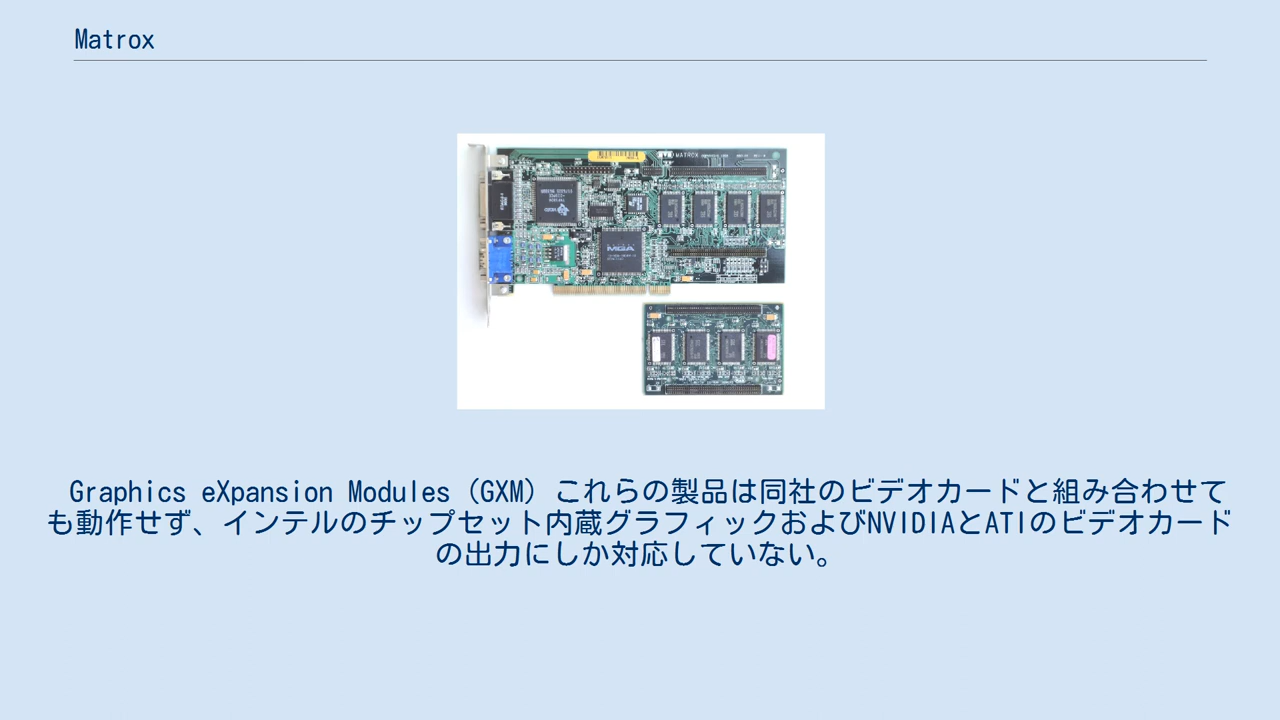 Matrox
MATROX
MGA
Graphics eXpansion Modules（GXM）これらの製品は同社のビデオカードと組み合わせて
も動作せず、インテルのチップセット内蔵グラフィックおよびNVIDIAとATIのビデオカード
の出力にしか対応していない。